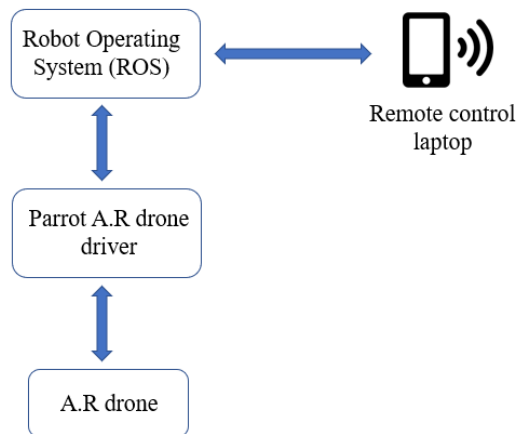 Robot Operating
System (ROS)
Remote control
laptop
Parrot A.R drone
driver
A.R drone